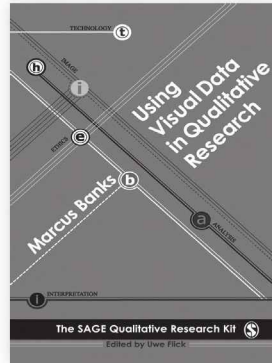 TECHNOLOGY t
h
IMAGE
i
Using
Visual Data
in Qualitative
Research
ETHICS
e
b
Marcus Banks
a
ANALYSIS
i INTERPRETATION
The SAGE Qualitative Research Kit S
Edited by Uwe Flick